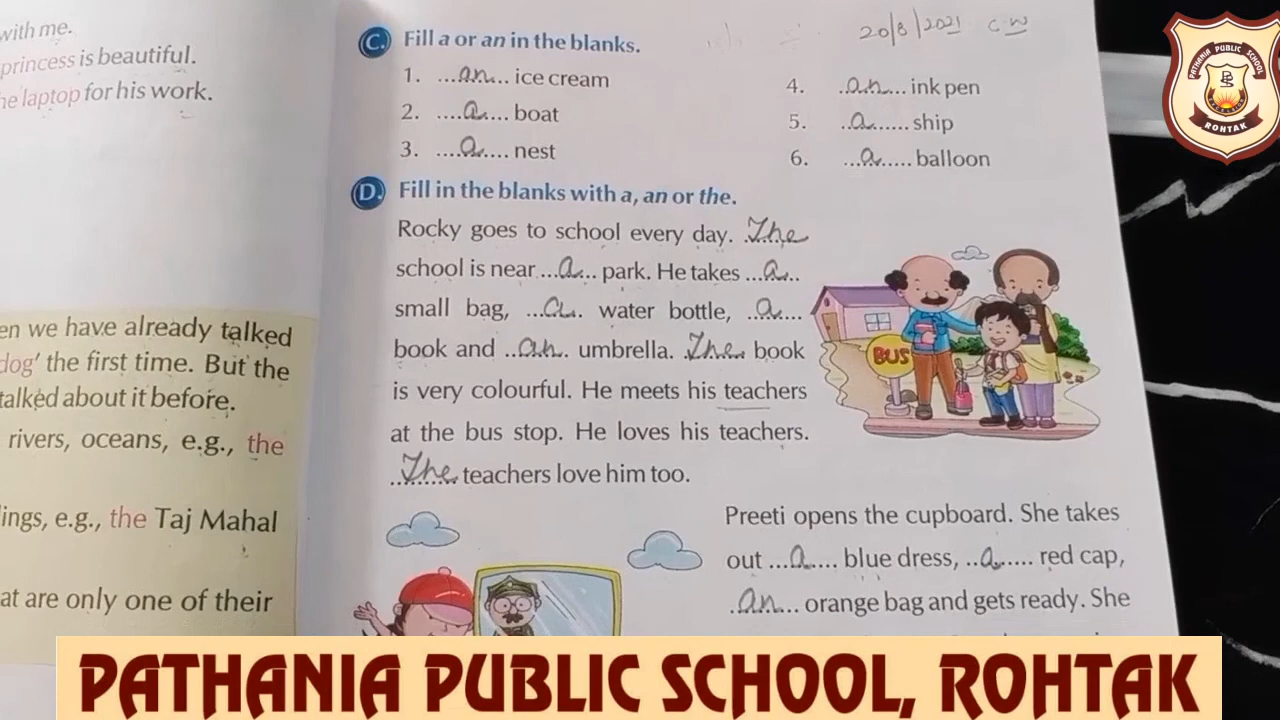 with me.
princess is beautiful.
he laptop for his work.
en we have already talked
dog' the first time. But the
talked about it before.
rivers, oceans, e.g., the
ings, e.g., the Taj Mahal
at are only one of their
20/8/2021 C W
C. Fill a or an in the blanks.
1. ...an... ice cream
2. ....a.... boat
3. ....a.... nest
4. ..an.... ink pen
5. ..a...... ship
6. ...a..... balloon
D. Fill in the blanks with a, an or the.
Rocky goes to school every day. The
school is near ...a... park. He takes ...a..
small bag, ...a.. water bottle, ..a....
book and ..an.. umbrella. .The. book
is very colourful. He meets his teachers
at the bus stop. He loves his teachers.
The teachers love him too.
BUS
Preeti opens the cupboard. She takes
out ...a.... blue dress, ..a..... red cap,
.an... orange bag and gets ready. She
PATHANIA PUBLIC SCHOOL
ROHTAK
PATHANIA PUBLIC SCHOOL, ROHTAK